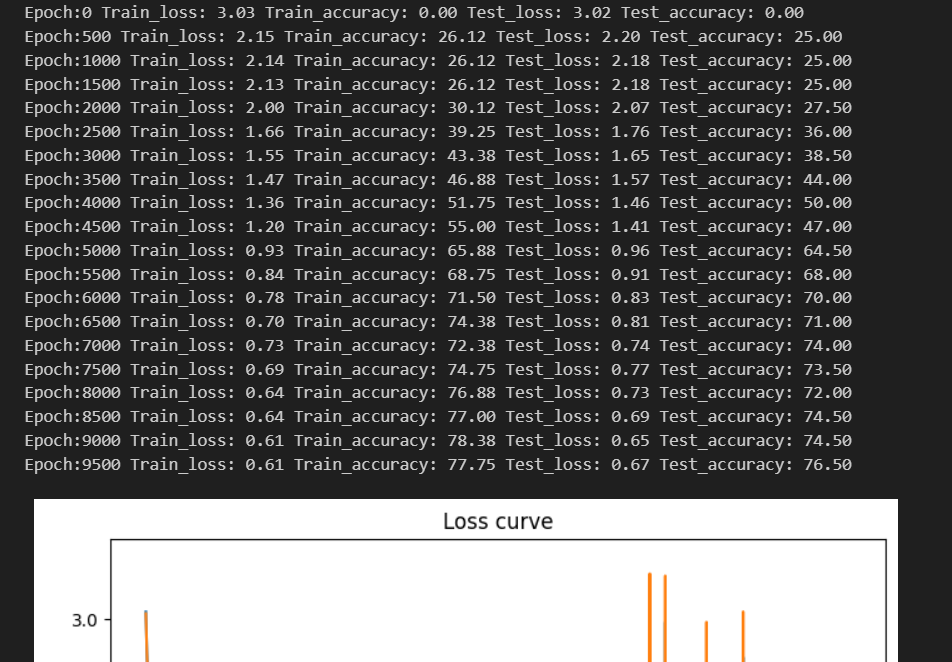 Epoch:0 Train_loss: 3.03 Train_accuracy: 0.00 Test_loss: 3.02 Test_accuracy: 0.00
Epoch:500 Train_loss: 2.15 Train_accuracy: 26.12 Test_loss: 2.20 Test_accuracy: 25.00
Epoch:1000 Train_loss: 2.14 Train_accuracy: 26.12 Test_loss: 2.18 Test_accuracy: 25.00
Epoch:1500 Train_loss: 2.13 Train_accuracy: 26.12 Test_loss: 2.18 Test_accuracy: 25.00
Epoch:2000 Train_loss: 2.00 Train_accuracy: 30.12 Test_loss: 2.07 Test_accuracy: 27.50
Epoch:2500 Train_loss: 1.66 Train_accuracy: 39.25 Test_loss: 1.76 Test_accuracy: 36.00
Epoch:3000 Train_loss: 1.55 Train_accuracy: 43.38 Test_loss: 1.65 Test_accuracy: 38.50
Epoch:3500 Train_loss: 1.47 Train_accuracy: 46.88 Test_loss: 1.57 Test_accuracy: 44.00
Epoch:4000 Train_loss: 1.36 Train_accuracy: 51.75 Test_loss: 1.46 Test_accuracy: 50.00
Epoch:4500 Train_loss: 1.20 Train_accuracy: 55.00 Test_loss: 1.41 Test_accuracy: 47.00
Epoch:5000 Train_loss: 0.93 Train_accuracy: 65.88 Test_loss: 0.96 Test_accuracy: 64.50
Epoch:5500 Train_loss: 0.84 Train_accuracy: 68.75 Test_loss: 0.91 Test_accuracy: 68.00
Epoch:6000 Train_loss: 0.78 Train_accuracy: 71.50 Test_loss: 0.83 Test_accuracy: 70.00
Epoch:6500 Train_loss: 0.70 Train_accuracy: 74.38 Test_loss: 0.81 Test_accuracy: 71.00
Epoch:7000 Train_loss: 0.73 Train_accuracy: 72.38 Test_loss: 0.74 Test_accuracy: 74.00
Epoch:7500 Train_loss: 0.69 Train_accuracy: 74.75 Test_loss: 0.77 Test_accuracy: 73.50
Epoch:8000 Train_loss: 0.64 Train_accuracy: 76.88 Test_loss: 0.73 Test_accuracy: 72.00
Epoch:8500 Train_loss: 0.64 Train_accuracy: 77.00 Test_loss: 0.69 Test_accuracy: 74.50
Epoch:9000 Train_loss: 0.61 Train_accuracy: 78.38 Test_loss: 0.65 Test_accuracy: 74.50
Epoch:9500 Train_loss: 0.61 Train_accuracy: 77.75 Test_loss: 0.67 Test_accuracy: 76.50
Loss curve
3.0